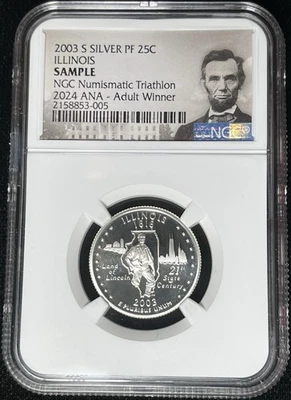 2003 S SILVER PF 25C
ILLINOIS
SAMPLE
NGC Numismatic Triathlon
2024 ANA - Adult Winner
2158853-005
NGC
ILLINOIS
1818
Land of Lincoln
21st State Century
2003
E PLURIBUS UNUM